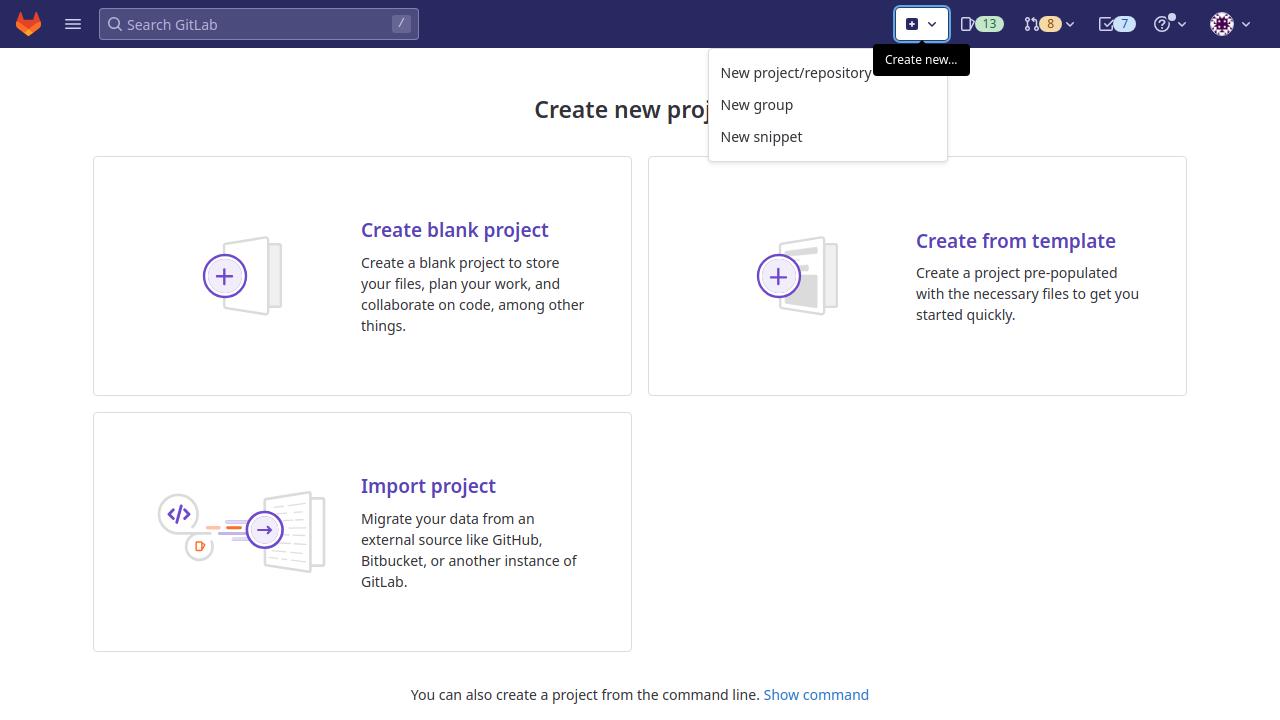 Search GitLab
/
13
8
7
Create new...
New project/repository
New group
New snippet
Create new proj
Create blank project
Create a blank project to store
your files, plan your work, and
collaborate on code, among other
things.
Create from template
Create a project pre-populated
with the necessary files to get you
started quickly.
Import project
Migrate your data from an
external source like GitHub,
Bitbucket, or another instance of
GitLab.
You can also create a project from the command line. Show command